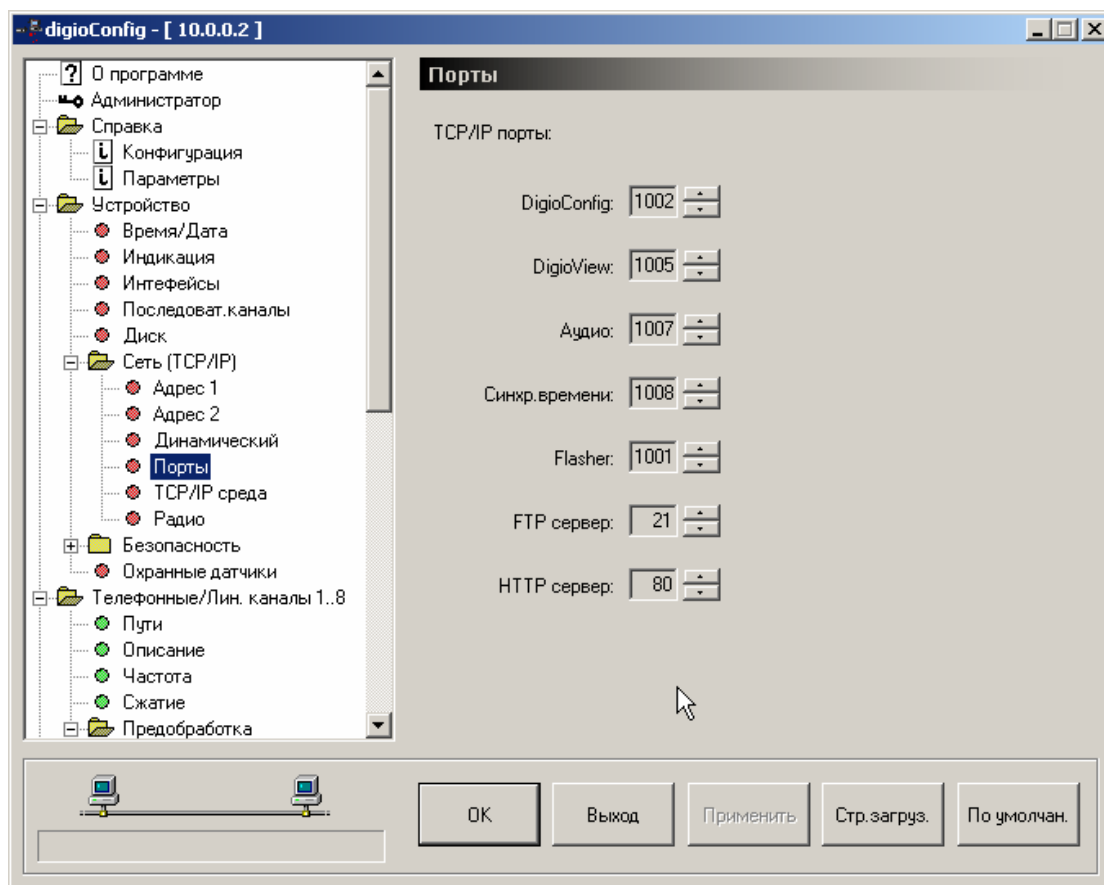 digioConfig - [ 10.0.0.2 ]
О программе
Администратор
Справка
Конфигурация
Параметры
Устройство
Время/Дата
Индикация
Интефейсы
Последоват.каналы
Диск
Сеть (TCP/IP)
Адрес 1
Адрес 2
Динамический
Порты
TCP/IP среда
Радио
Безопасность
Охранные датчики
Телефонные/Лин. каналы 1..8
Пути
Описание
Частота
Сжатие
Предобработка
Порты
TCP/IP порты:
DigioConfig: 1002
DigioView: 1005
Аудио: 1007
Синхр.времени: 1008
Flasher: 1001
FTP сервер: 21
HTTP сервер: 80
OK
Выход
Применить
Стр.загруз.
По умолчан.